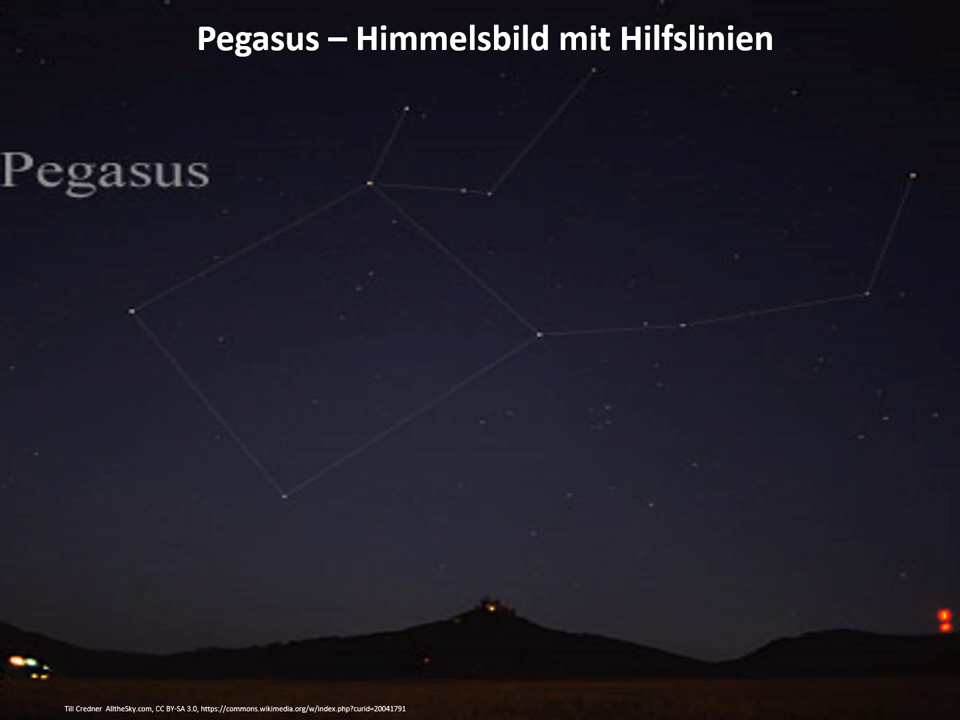 Pegasus – Himmelsbild mit Hilfslinien
Pegasus
Till Credner  AlltheSky.com, CC BY-SA 3.0, https://commons.wikimedia.org/w/index.php?curid=20041791